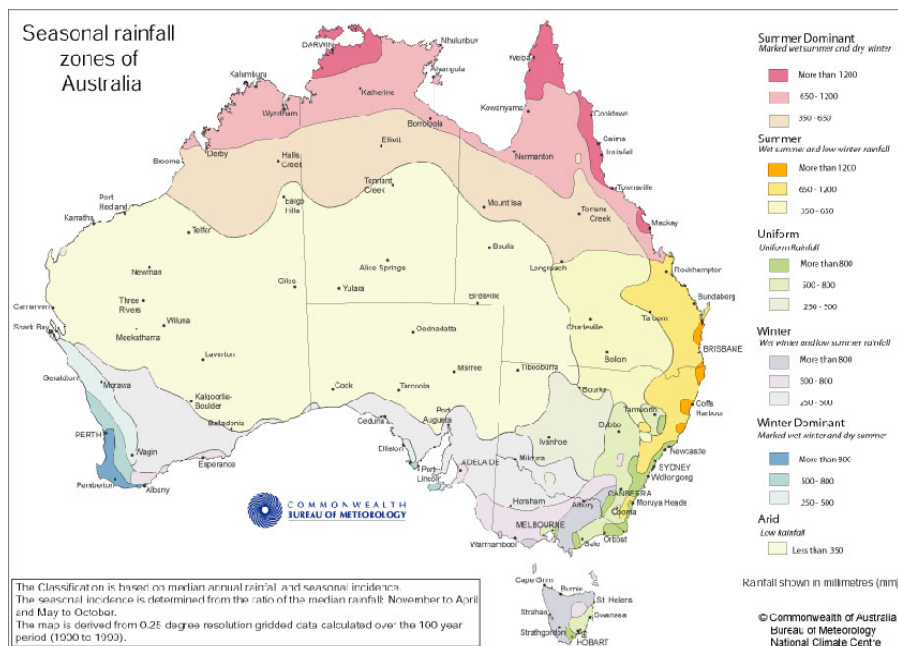 Seasonal rainfall
zones of
Australia
DARWIN
Nhulunbuy
Weipa
Kalumburu
Katherine
Wyndham
Kowanyama
Cooktown
Borroloola
Cairns
Innisfail
Derby
Broome
Halls
Creek
Elliott
Normanton
Townsville
Tennant
Creek
Port
Hedland
Karratha
Balgo
Hills
Mount Isa
Torrens
Creek
Mackay
Telfer
Boulia
Longreach
Rockhampton
Newman
Alice Springs
Giles
Yulara
Birdsville
Bundaberg
Carnarvon
Three
Rivers
Wiluna
Taroom
Shark Bay
Meekatharra
Oodnadatta
Charleville
BRISBANE
Laverton
Marree
Tibooburra
Bolon
Geraldton
Morawa
Kalgoorlie-
Boulder
Cook
Tarcoola
Bourke
Coffs
Harbour
Tamworth
Balladonia
Ceduna
Port
Augusta
Ivanhoe
Dubbo
PERTH
Newcastle
Wagin
Elliston
Mildura
SYDNEY
Wollongong
Esperance
Port
Lincoln
ADELAIDE
Pemberton
Albany
Horsham
Albury
CANBERRA
Moruya Heads
Cooma
MELBOURNE
Warrnambool
Sale
Orbost
Cape Grim
Burnie
St Helens
Strahan
Swansea
Strathgordon
HOBART
COMMONWEALTH
BUREAU OF METEOROLOGY
Summer Dominant
Marked wet summer and dry winter
More than 1200
650 - 1200
350 - 650
Summer
Wet summer and low winter rainfall
More than 1200
650 - 1200
350 - 650
Uniform
Uniform Rainfall
More than 800
500 - 800
250 - 500
Winter
Wet winter and low summer rainfall
More than 800
500 - 800
250 - 500
Winter Dominant
Marked wet winter and dry summer
More than 800
500 - 800
250 - 500
Arid
Low Rainfall
Less than 350
Rainfall shown in millimetres (mm)
The Classification is based on median annual rainfall and seasonal incidence.
The seasonal incidence is determined from the ratio of the median rainfall: November to April
and May to October.
The map is derived from 0.25 degree resolution gridded data calculated over the 100 year
period (1900 to 1999).
© Commonwealth of Australia
Bureau of Meteorology
National Climate Centre